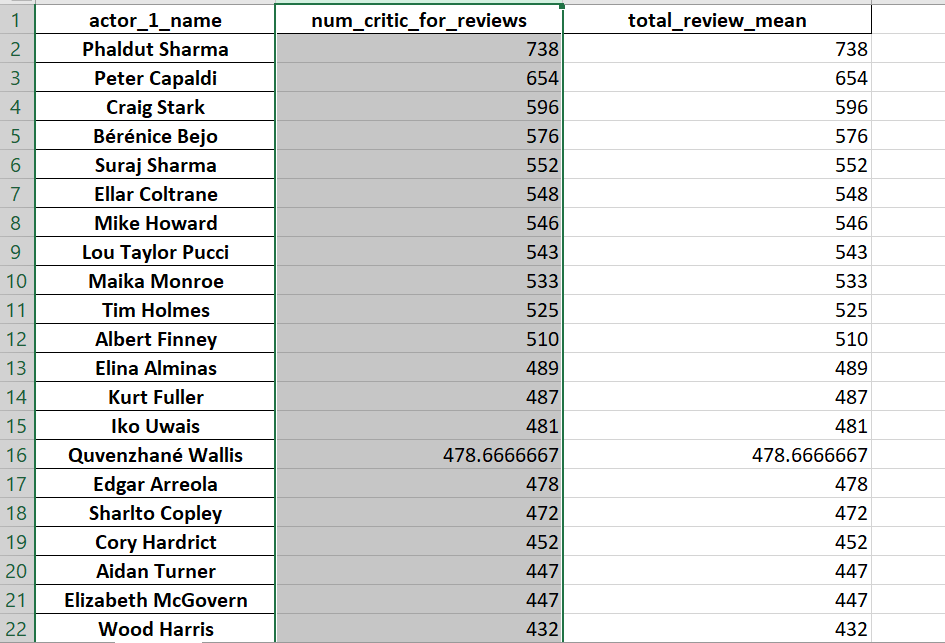 1 actor_1_name num_critic_for_reviews total_review_mean
2 Phaldut Sharma 738 738
3 Peter Capaldi 654 654
4 Craig Stark 596 596
5 Bérénice Bejo 576 576
6 Suraj Sharma 552 552
7 Ellar Coltrane 548 548
8 Mike Howard 546 546
9 Lou Taylor Pucci 543 543
10 Maika Monroe 533 533
11 Tim Holmes 525 525
12 Albert Finney 510 510
13 Elina Alminas 489 489
14 Kurt Fuller 487 487
15 Iko Uwais 481 481
16 Quvenzhané Wallis 478.6666667 478.6666667
17 Edgar Arreola 478 478
18 Sharlto Copley 472 472
19 Cory Hardrict 452 452
20 Aidan Turner 447 447
21 Elizabeth McGovern 447 447
22 Wood Harris 432 432